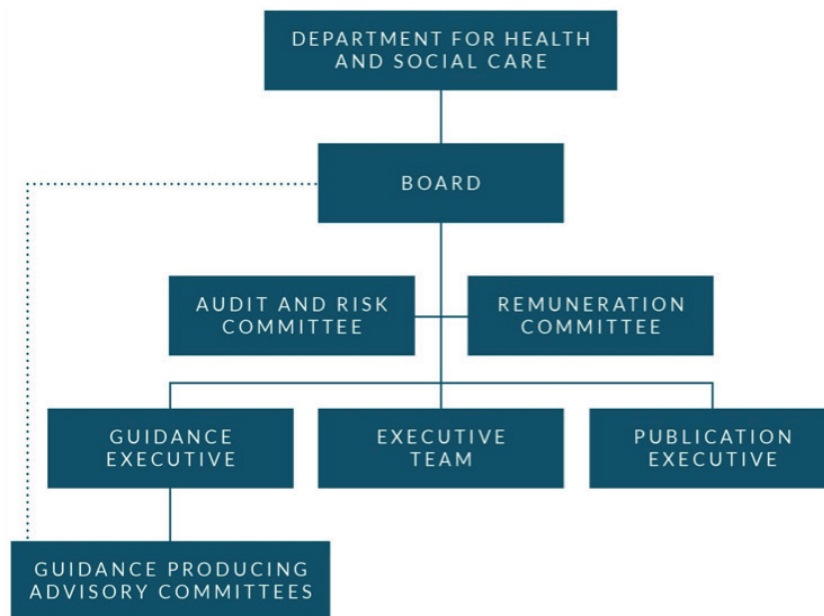 DEPARTMENT FOR HEALTH
AND SOCIAL CARE
BOARD
AUDIT AND RISK
COMMITTEE
REMUNERATION
COMMITTEE
GUIDANCE
EXECUTIVE
EXECUTIVE
TEAM
PUBLICATION
EXECUTIVE
GUIDANCE PRODUCING
ADVISORY COMMITTEES